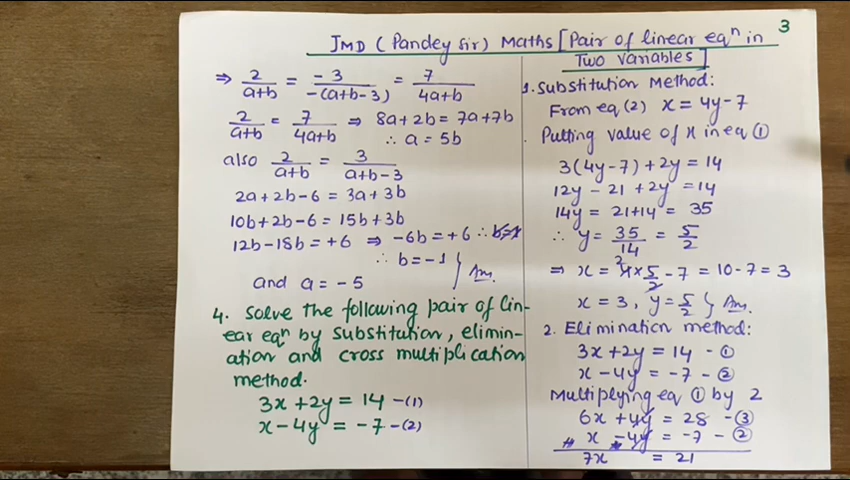 3
JMD (Pandey Sir) Maths [Pair of linear eqⁿ in
Two Variables]
⇒ 2/(a+b) = -3/(-(a+b-3)) = 7/(4a+b)
2/(a+b) = 7/(4a+b) ⇒ 8a+2b = 7a+7b
∴ a = 5b
also 2/(a+b) = 3/(a+b-3)
2a+2b-6 = 3a+3b
10b+2b-6 = 15b+3b
12b-18b = +6 ⇒ -6b = +6
∴ b = -1
and a = -5 } Ans.
4. Solve the following pair of lin-
ear eqⁿ by substitution, elimin-
ation and cross multiplication
method.
3x+2y = 14 -(1)
x-4y = -7 -(2)
1. Substitution Method:
From eq (2) x = 4y-7
Putting value of x in eq ①
3(4y-7)+2y = 14
12y-21+2y = 14
14y = 21+14 = 35
∴ y = 35/14 = 5/2
⇒ x = 4×5/2 -7 = 10-7 = 3
x = 3, y = 5/2 } Ans.
2. Elimination method:
3x+2y = 14 -①
x-4y = -7 -②
Multiplying eq ① by 2
6x+4y = 28 -③
x-4y = -7 -②
7x = 21